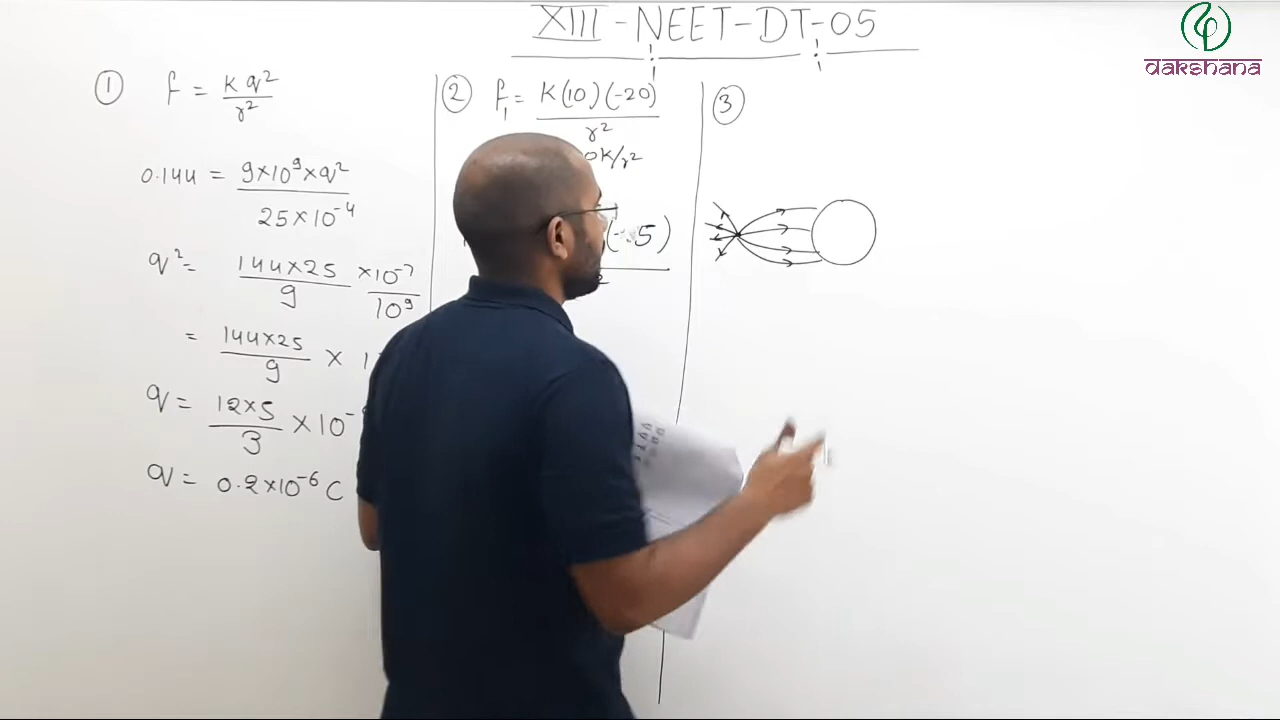 XIII-NEET-DT-05
dakshana
① f = Kq²/r²
0.144 = 9×10⁹×q²/25×10⁻⁴
q² = 144×25/9 ×10⁻⁷/10⁹
= 144×25/9 ×
q = 12×5/3 ×10⁻
q = 0.2×10⁻⁶ C
② f₁ = K(10)(-20)/r²
0K/r²
5)
③